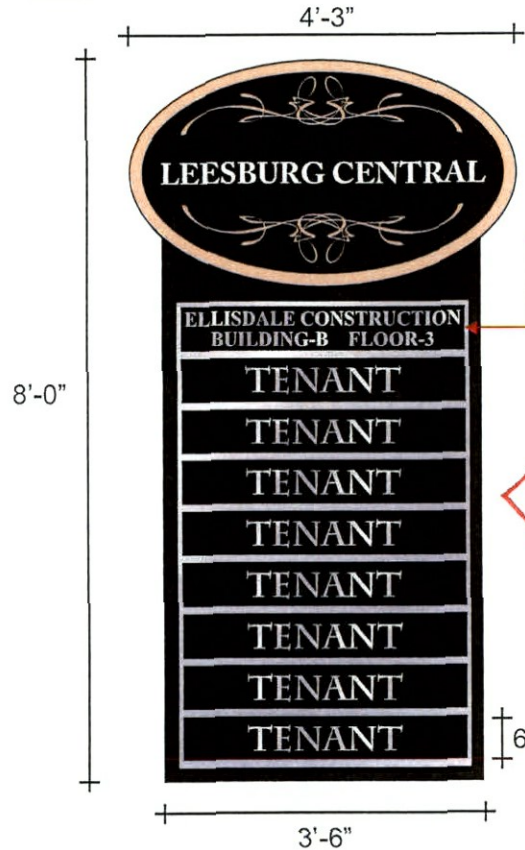 4'-3"
LEESBURG CENTRAL
ELLISDALE CONSTRUCTION
BUILDING-B FLOOR-3
TENANT
TENANT
TENANT
8'-0"
TENANT
TENANT
TENANT
TENANT
TENANT
6
3'-6"